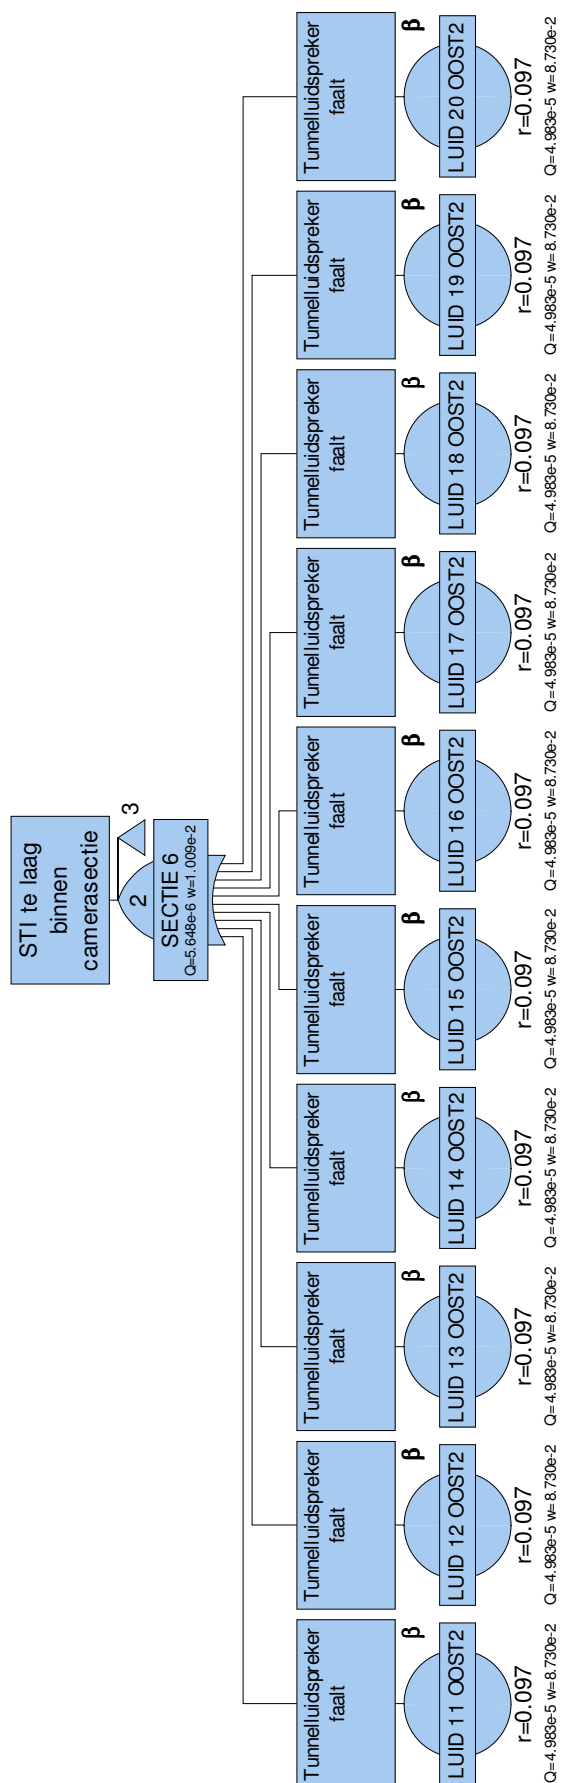 STI te laag
binnen
camerasectie
2
3
SECTIE 6
Q=5.648e-6 w=1.009e-2
Tunnelluidspreker
faalt
β
LUID 11 OOST2
r=0.097
Q=4.983e-5 w=8.730e-2
Tunnelluidspreker
faalt
β
LUID 12 OOST2
r=0.097
Q=4.983e-5 w=8.730e-2
Tunnelluidspreker
faalt
β
LUID 13 OOST2
r=0.097
Q=4.983e-5 w=8.730e-2
Tunnelluidspreker
faalt
β
LUID 14 OOST2
r=0.097
Q=4.983e-5 w=8.730e-2
Tunnelluidspreker
faalt
β
LUID 15 OOST2
r=0.097
Q=4.983e-5 w=8.730e-2
Tunnelluidspreker
faalt
β
LUID 16 OOST2
r=0.097
Q=4.983e-5 w=8.730e-2
Tunnelluidspreker
faalt
β
LUID 17 OOST2
r=0.097
Q=4.983e-5 w=8.730e-2
Tunnelluidspreker
faalt
β
LUID 18 OOST2
r=0.097
Q=4.983e-5 w=8.730e-2
Tunnelluidspreker
faalt
β
LUID 19 OOST2
r=0.097
Q=4.983e-5 w=8.730e-2
Tunnelluidspreker
faalt
β
LUID 20 OOST2
r=0.097
Q=4.983e-5 w=8.730e-2